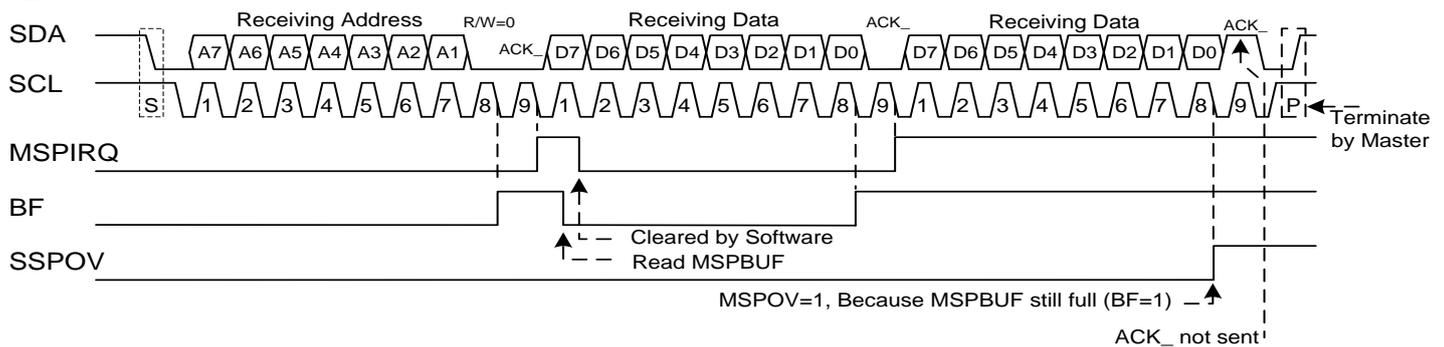 Receiving Address R/W=0 Receiving Data ACK_ Receiving Data ACK_
SDA A7 A6 A5 A4 A3 A2 A1 ACK_ D7 D6 D5 D4 D3 D2 D1 D0 D7 D6 D5 D4 D3 D2 D1 D0
SCL S 1 2 3 4 5 6 7 8 9 1 2 3 4 5 6 7 8 9 1 2 3 4 5 6 7 8 9 P
Terminate
by Master
MSPIRQ
BF
Cleared by Software
Read MSPBUF
SSPOV
MSPOV=1, Because MSPBUF still full (BF=1)
ACK_ not sent